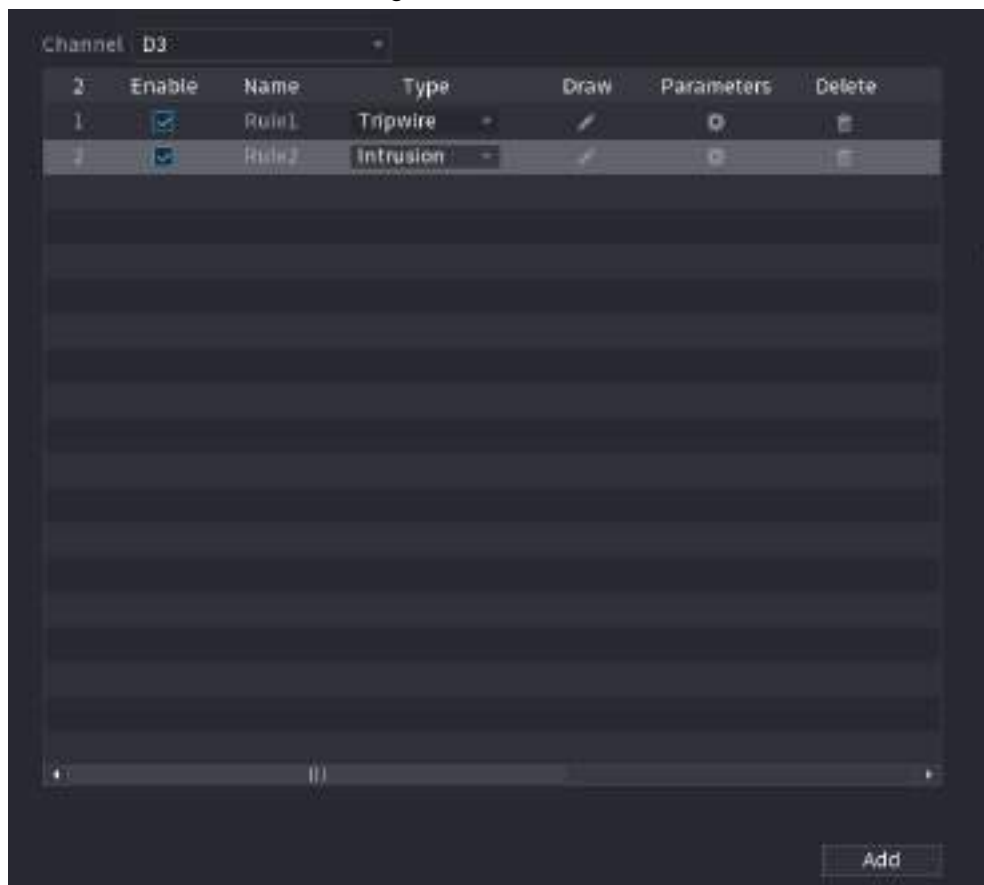 Channel D3
2 Enable Name Type Draw Parameters Delete
1 Rule1 Tripwire
2 Rule2 Intrusion
Add